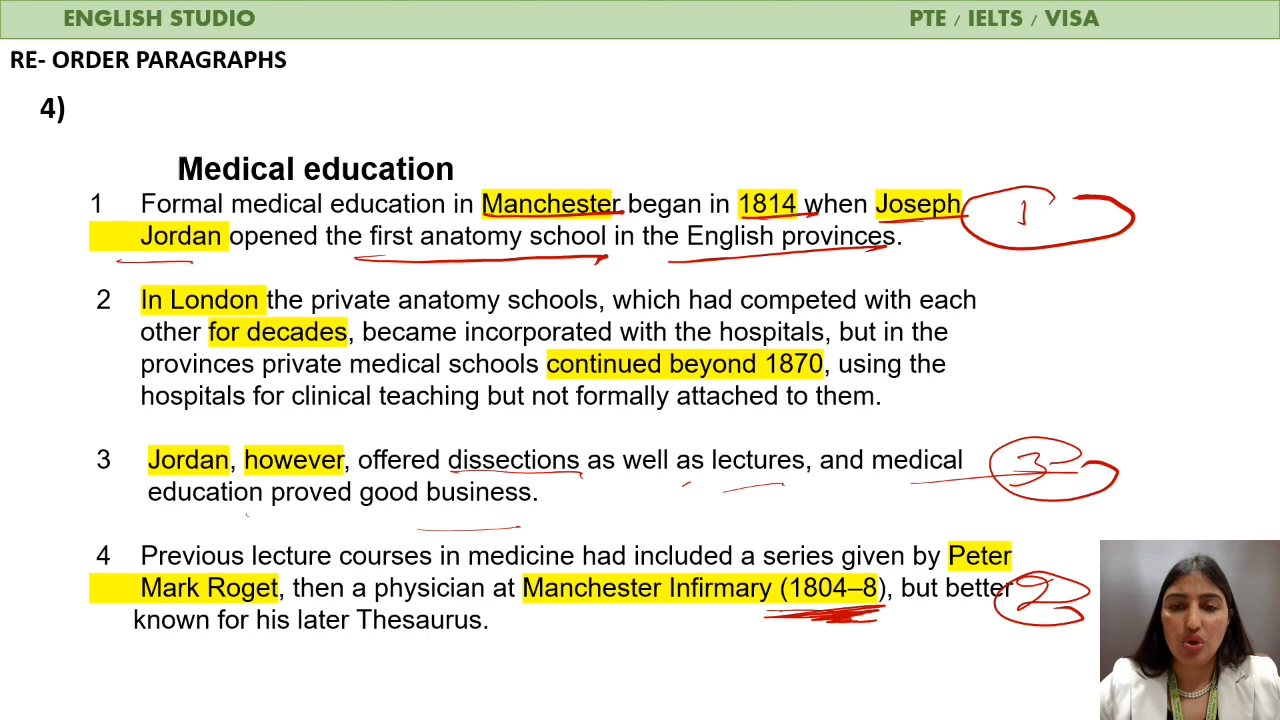 ENGLISH STUDIO PTE / IELTS / VISA
RE- ORDER PARAGRAPHS
4)
Medical education
1 Formal medical education in Manchester began in 1814 when Joseph
Jordan opened the first anatomy school in the English provinces.
1
2 In London the private anatomy schools, which had competed with each
other for decades, became incorporated with the hospitals, but in the
provinces private medical schools continued beyond 1870, using the
hospitals for clinical teaching but not formally attached to them.
3 Jordan, however, offered dissections as well as lectures, and medical
education proved good business.
3
4 Previous lecture courses in medicine had included a series given by Peter
Mark Roget, then a physician at Manchester Infirmary (1804–8), but better
known for his later Thesaurus.
2